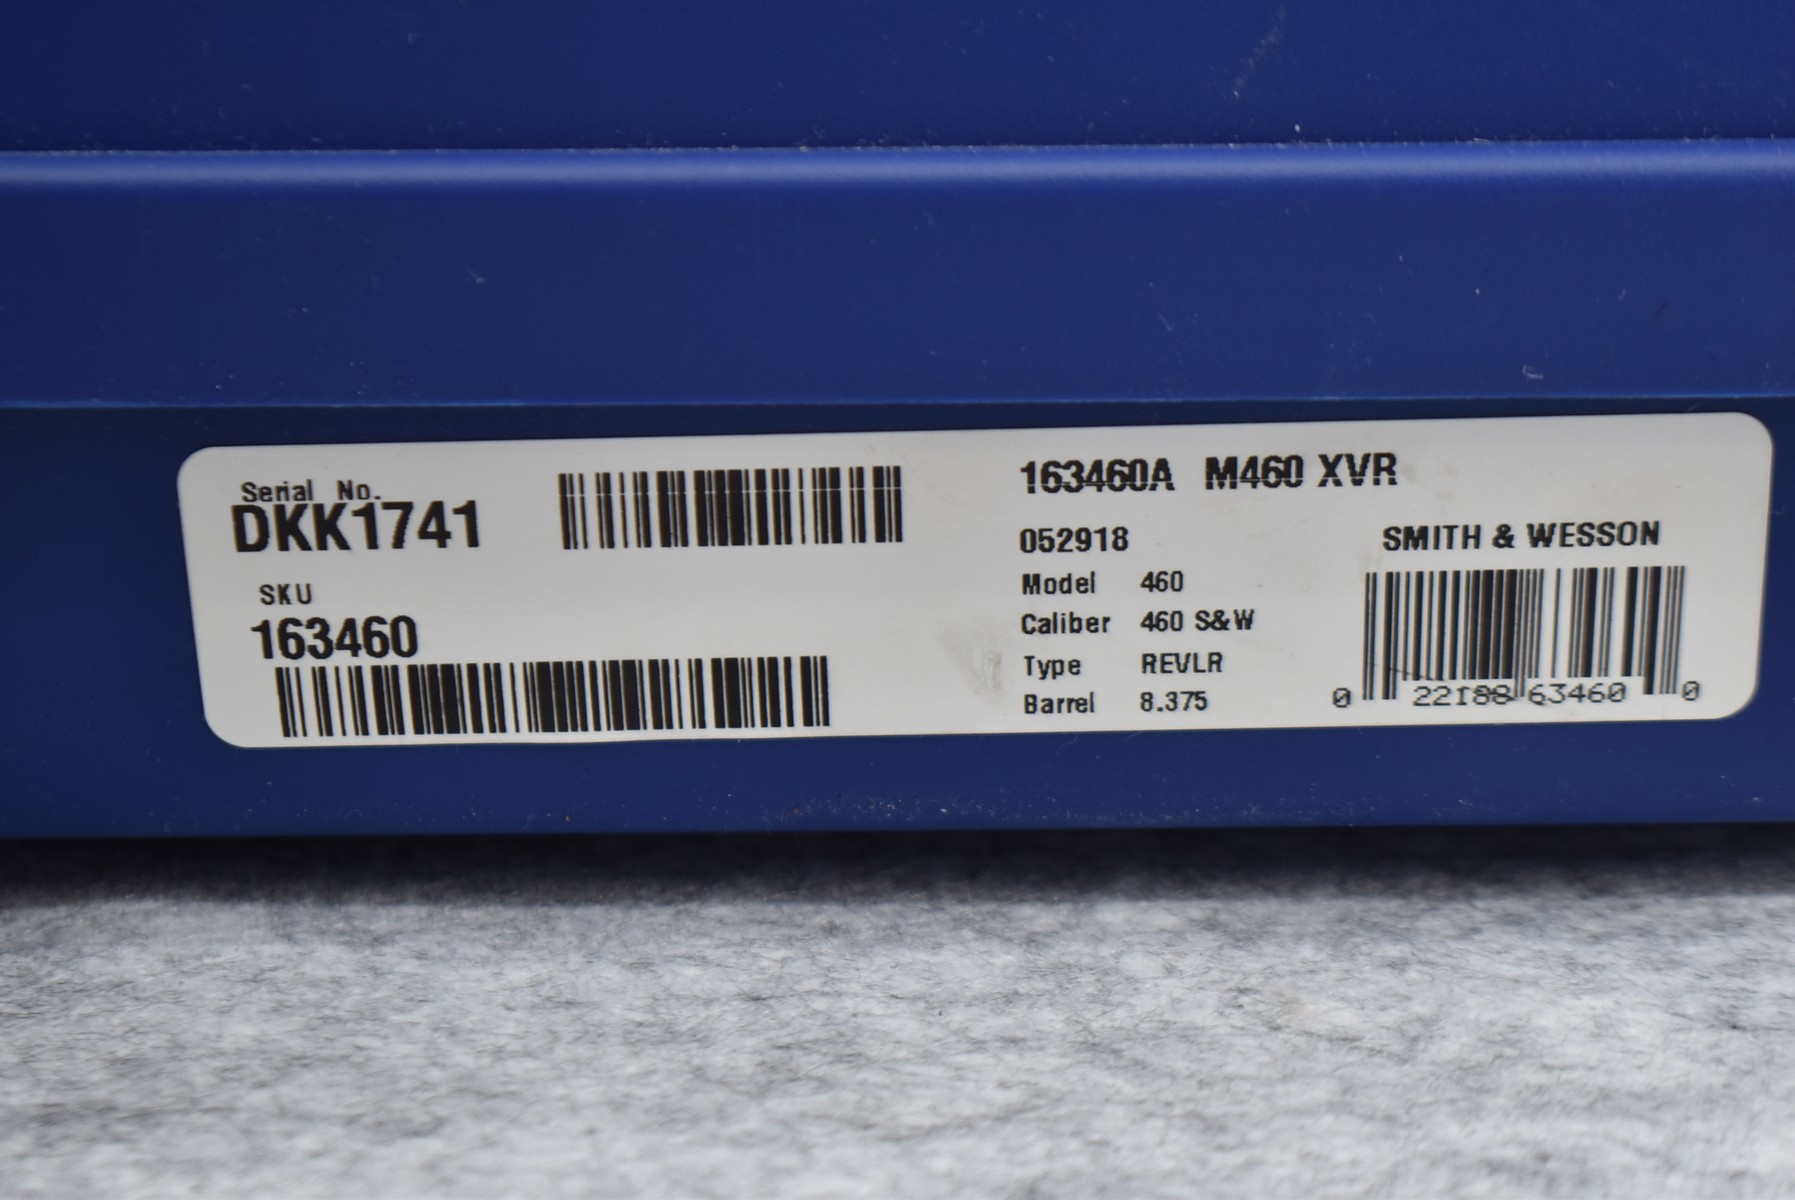 Serial No.
DKK1741
SKU
163460
163460A M460 XVR
052918
Model 460
Caliber 460 S&W
Type REVLR
Barrel 8.375
SMITH & WESSON
0 22188 63460 0